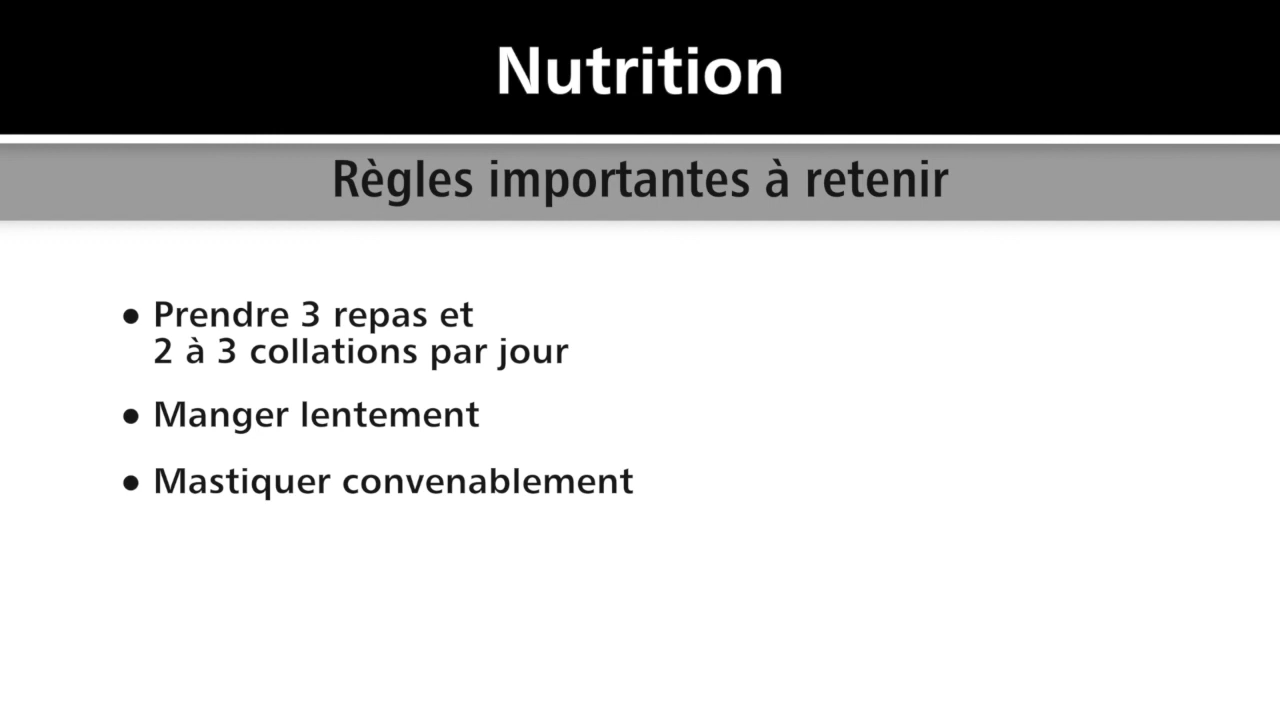 Nutrition
Règles importantes à retenir
• Prendre 3 repas et
2 à 3 collations par jour
• Manger lentement
• Mastiquer convenablement